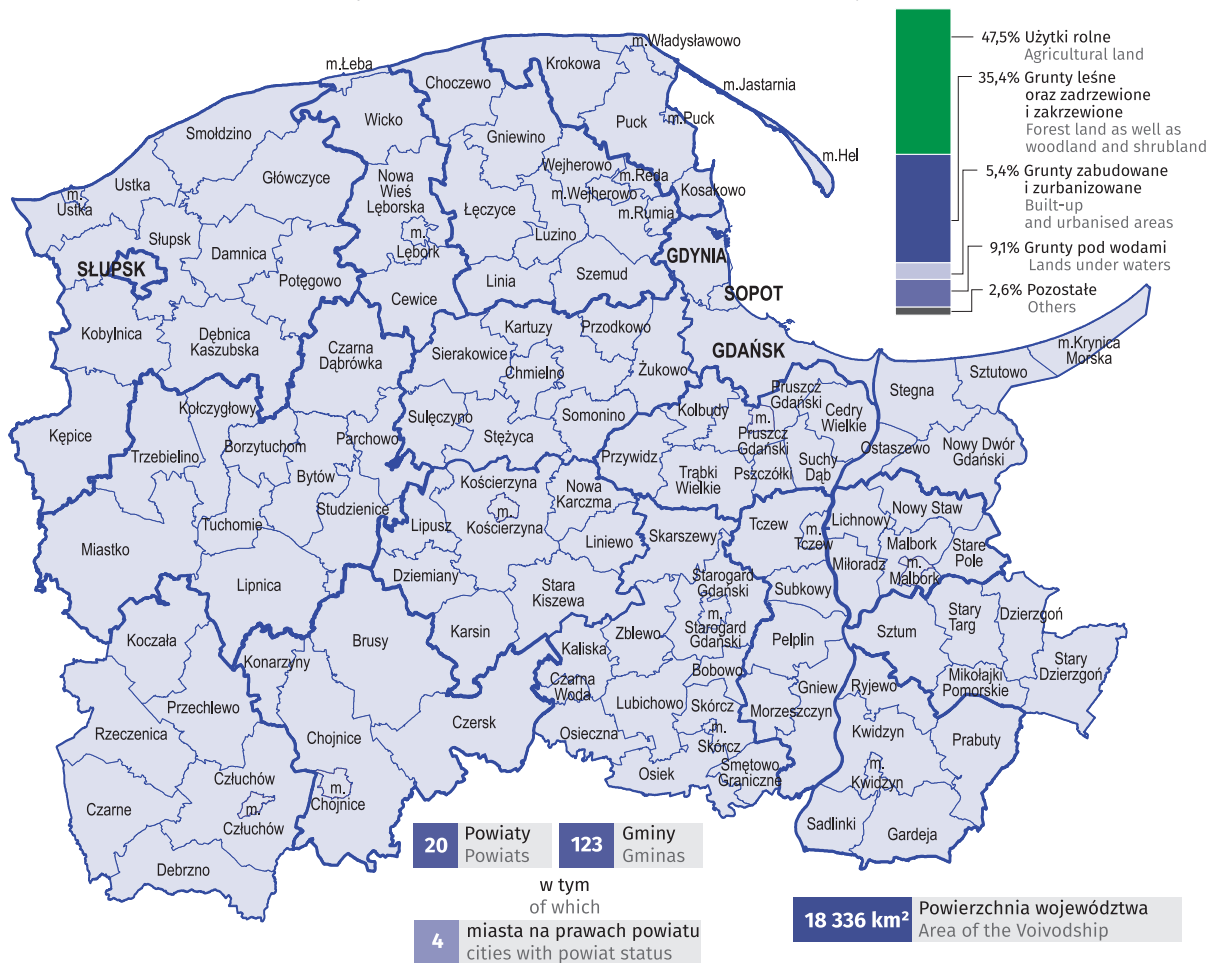 m.Władysławowo
m.Łeba
Choczewo
Krokowa
m.Jastarnia
Wicko
Puck
m.Puck
Smołdzino
Gniewino
m.Hel
Wejherowo
m.Reda
Ustka
Główczyce
Nowa
Wieś
Lęborska
m.Wejherowo
Kosakowo
m.
Ustka
Łęczyce
m.Rumia
Słupsk
m.
Lębork
Luzino
Damnica
GDYNIA
SŁUPSK
Potęgowo
Linia
Szemud
SOPOT
Cewice
Kobylnica
Dębnica
Kaszubska
Czarna
Dąbrówka
Kartuzy
Przodkowo
Sierakowice
Chmielno
Żukowo
GDAŃSK
m.Krynica
Morska
Sztutowo
Stegna
Pruszcz
Gdański
Kołczygłowy
Sulęczyno
Somonino
Kolbudy
Cedry
Wielkie
m.
Pruszcz
Gdański
Kępice
Borzytuchom
Parchowo
Stężyca
Trzebielino
Przywidz
Ostaszewo
Nowy Dwór
Gdański
Suchy
Dąb
Bytów
Trąbki
Wielkie
Pszczółki
Kościerzyna
Nowa
Karczma
Studzienice
m.
Kościerzyna
Lipusz
Tuchomie
Tczew
m.
Tczew
Lichnowy
Nowy Staw
Miastko
Liniewo
Skarszewy
Malbork
Stare
Pole
Miłoradz
m.
Malbork
Dziemiany
Lipnica
Stara
Kiszewa
Starogard
Gdański
Subkowy
m.
Starogard
Gdański
Stary
Targ
Dzierzgoń
Koczała
Brusy
Karsin
Zblewo
Pelplin
Sztum
Kaliska
Konarzyny
Bobowo
Stary
Dzierzgoń
Mikołajki
Pomorskie
Czarna
Woda
Gniew
Ryjewo
Przechlewo
Lubichowo
Skórcz
Morzeszczyn
Czersk
Rzeczenica
Chojnice
Osieczna
m.
Skórcz
Kwidzyn
Prabuty
Człuchów
m.
Człuchów
m.
Chojnice
Osiek
Smętowo
Graniczne
m.
Kwidzyn
Czarne
Sadlinki
Gardeja
Debrzno
47,5% Użytki rolne
Agricultural land
35,4% Grunty leśne
oraz zadrzewione
i zakrzewione
Forest land as well as
woodland and shrubland
5,4% Grunty zabudowane
i zurbanizowane
Built-up
and urbanised areas
9,1% Grunty pod wodami
Lands under waters
2,6% Pozostałe
Others
20 Powiaty
Powiats
123 Gminy
Gminas
w tym
of which
4 miasta na prawach powiatu
cities with powiat status
18 336 km² Powierzchnia województwa
Area of the Voivodship